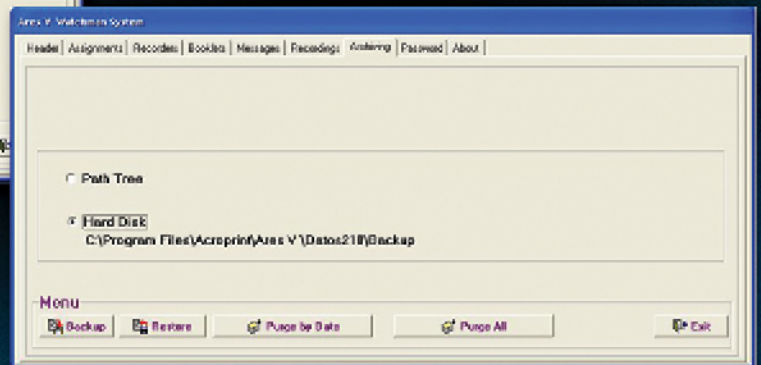 Ares V Watchman System
Header Assignments Recorders Booklets Messages Recordings Archiving Password About
Path Tree
Hard Disk
C:\Program Files\Acroprint\Ares V\Datos210\Backup
Menu
Backup Restore Purge by Date Purge All Exit